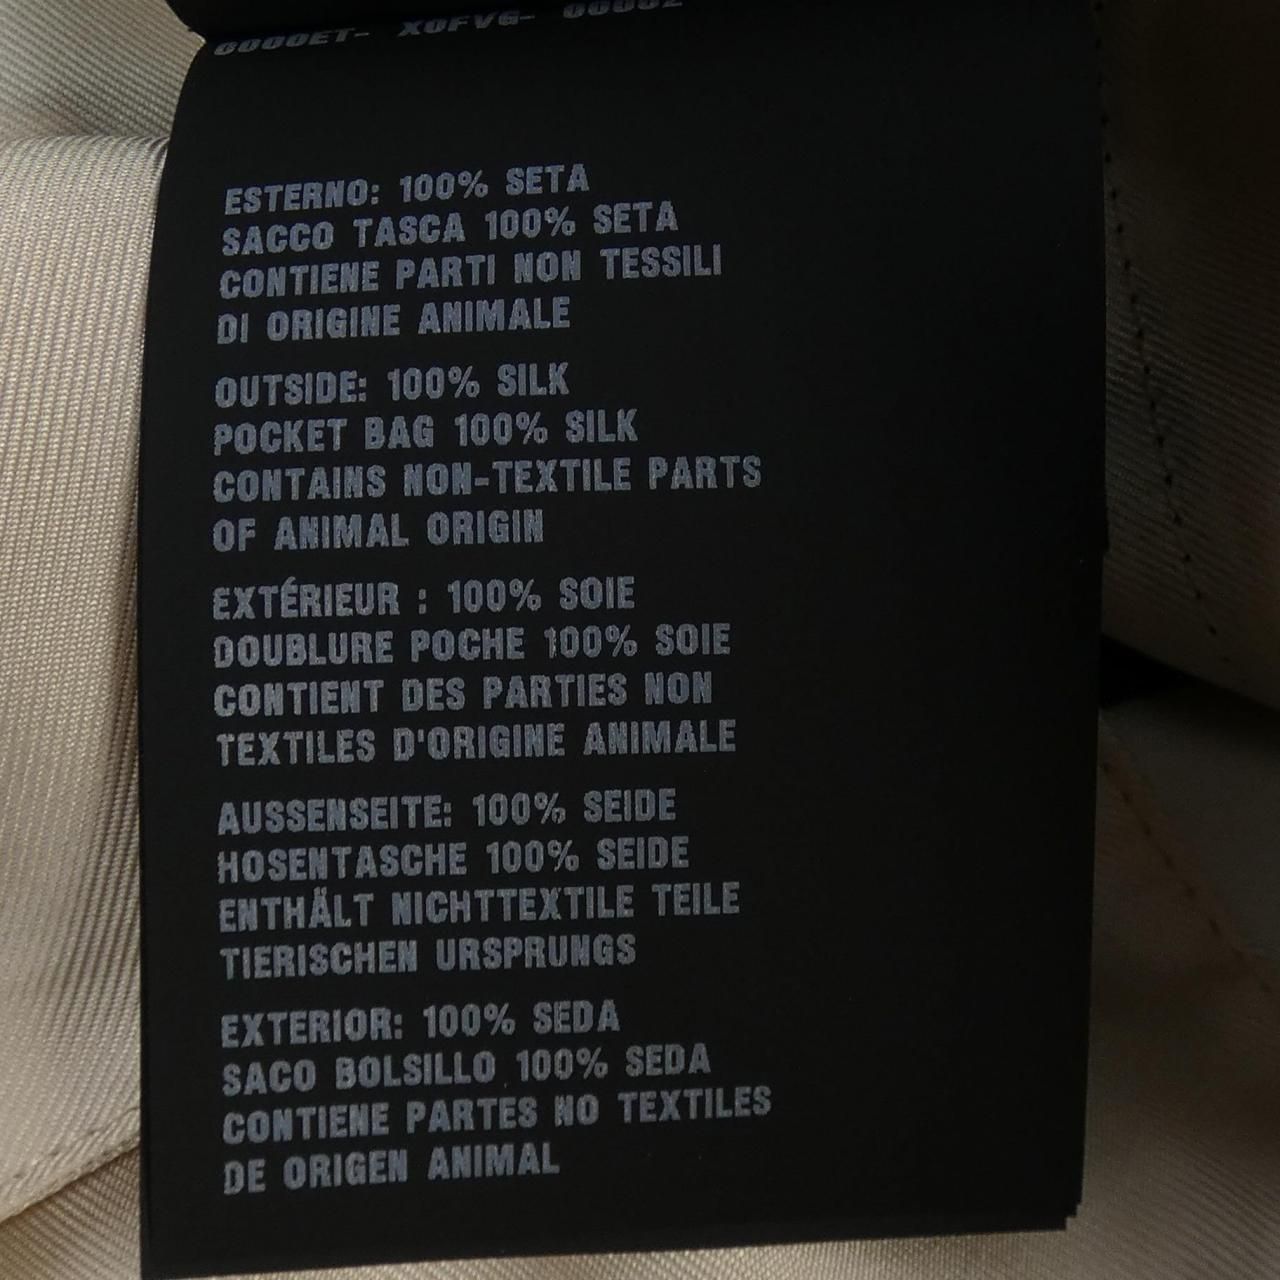 ESTERNO: 100% SETA
SACCO TASCA 100% SETA
CONTIENE PARTI NON TESSILI
DI ORIGINE ANIMALE
OUTSIDE: 100% SILK
POCKET BAG 100% SILK
CONTAINS NON-TEXTILE PARTS
OF ANIMAL ORIGIN
EXTÉRIEUR : 100% SOIE
DOUBLURE POCHE 100% SOIE
CONTIENT DES PARTIES NON
TEXTILES D'ORIGINE ANIMALE
AUSSENSEITE: 100% SEIDE
HOSENTASCHE 100% SEIDE
ENTHÄLT NICHTTEXTILE TEILE
TIERISCHEN URSPRUNGS
EXTERIOR: 100% SEDA
SACO BOLSILLO 100% SEDA
CONTIENE PARTES NO TEXTILES
DE ORIGEN ANIMAL